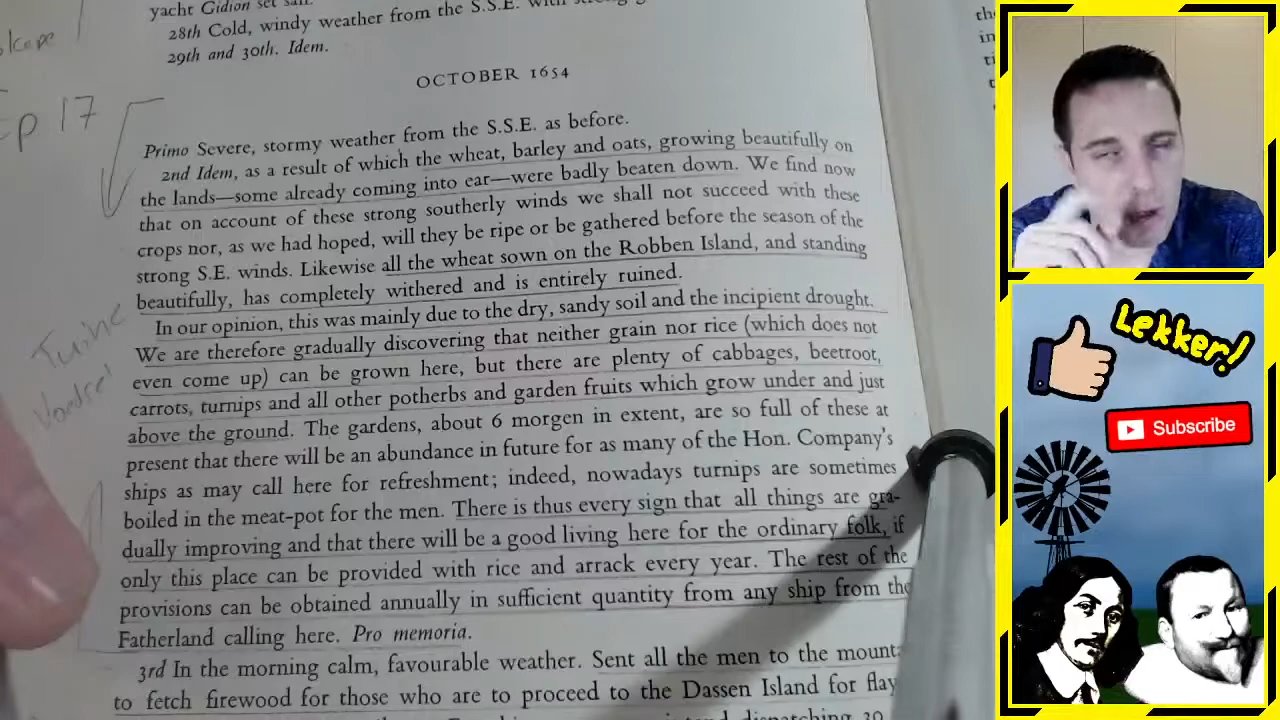 yacht Gidion set sail.
28th Cold, windy weather from the S.S.E. with
29th and 30th. Idem.
OCTOBER 1654
Ep 17
Primo Severe, stormy weather from the S.S.E. as before.
2nd Idem, as a result of which the wheat, barley and oats, growing beautifully on
the lands—some already coming into ear—were badly beaten down. We find now
that on account of these strong southerly winds we shall not succeed with these
crops nor, as we had hoped, will they be ripe or be gathered before the season of the
strong S.E. winds. Likewise all the wheat sown on the Robben Island, and standing
beautifully, has completely withered and is entirely ruined.
In our opinion, this was mainly due to the dry, sandy soil and the incipient drought.
We are therefore gradually discovering that neither grain nor rice (which does not
even come up) can be grown here, but there are plenty of cabbages, beetroot,
carrots, turnips and all other potherbs and garden fruits which grow under and just
above the ground. The gardens, about 6 morgen in extent, are so full of these at
present that there will be an abundance in future for as many of the Hon. Company's
ships as may call here for refreshment; indeed, nowadays turnips are sometimes
boiled in the meat-pot for the men. There is thus every sign that all things are gra-
dually improving and that there will be a good living here for the ordinary folk, if
only this place can be provided with rice and arrack every year. The rest of the
provisions can be obtained annually in sufficient quantity from any ship from the
Fatherland calling here. Pro memoria.
3rd In the morning calm, favourable weather. Sent all the men to the mount
to fetch firewood for those who are to proceed to the Dassen Island for flay
dispatching 30
Tuine
Lekker!
Subscribe